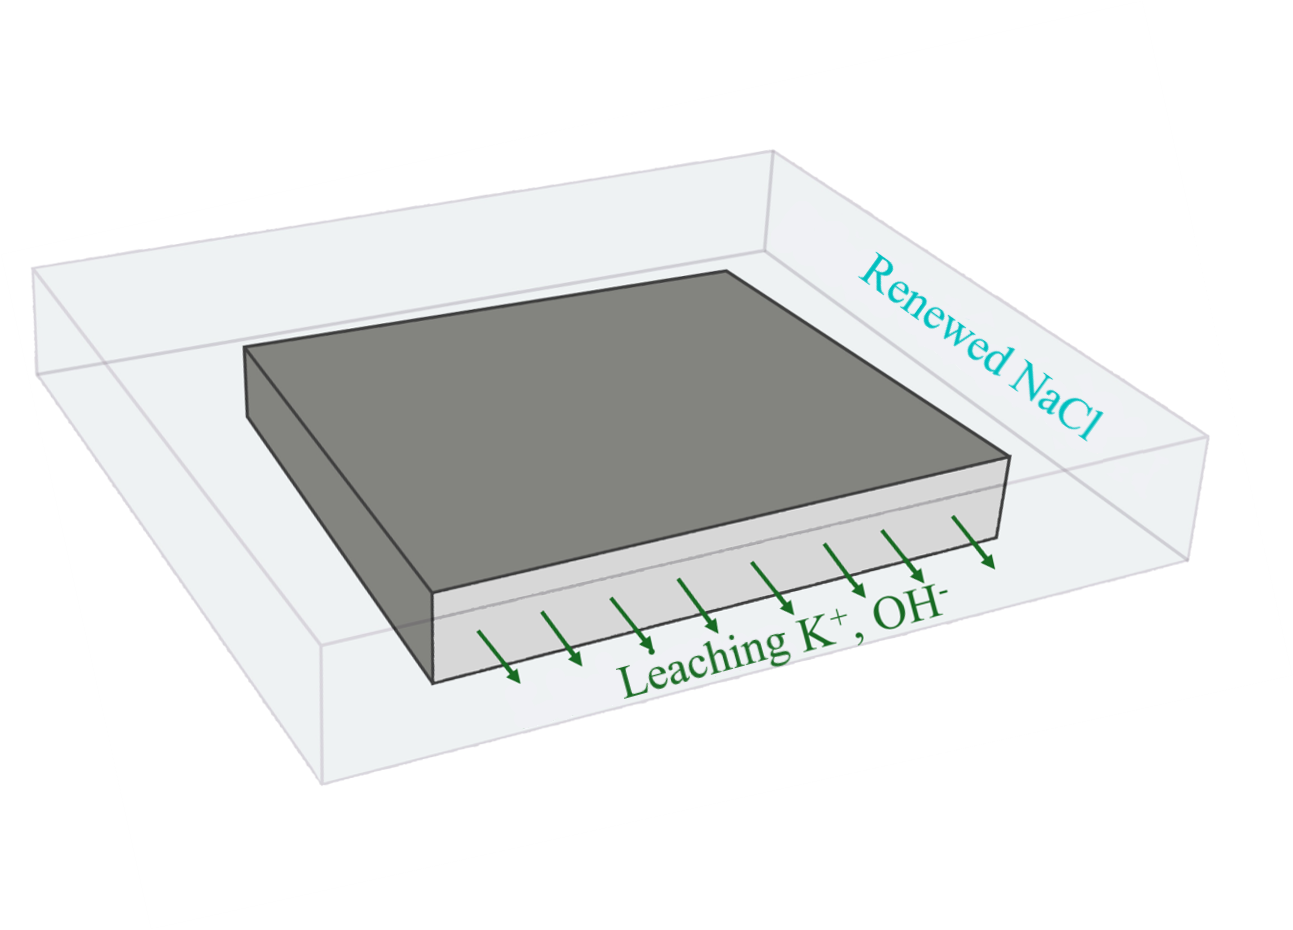 Renewed NaCl
Leaching K⁺, OH⁻